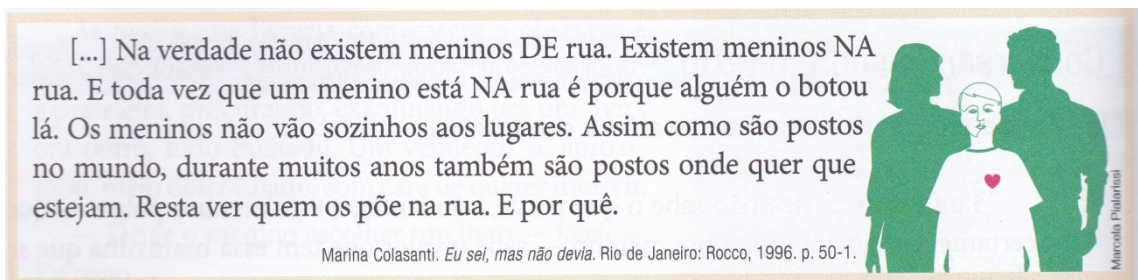 [...] Na verdade não existem meninos DE rua. Existem meninos NA
rua. E toda vez que um menino está NA rua é porque alguém o botou
lá. Os meninos não vão sozinhos aos lugares. Assim como são postos
no mundo, durante muitos anos também são postos onde quer que
estejam. Resta ver quem os põe na rua. E por quê.
Marina Colasanti. Eu sei, mas não devia. Rio de Janeiro: Rocco, 1996. p. 50-1.
Marcela Pialarissi